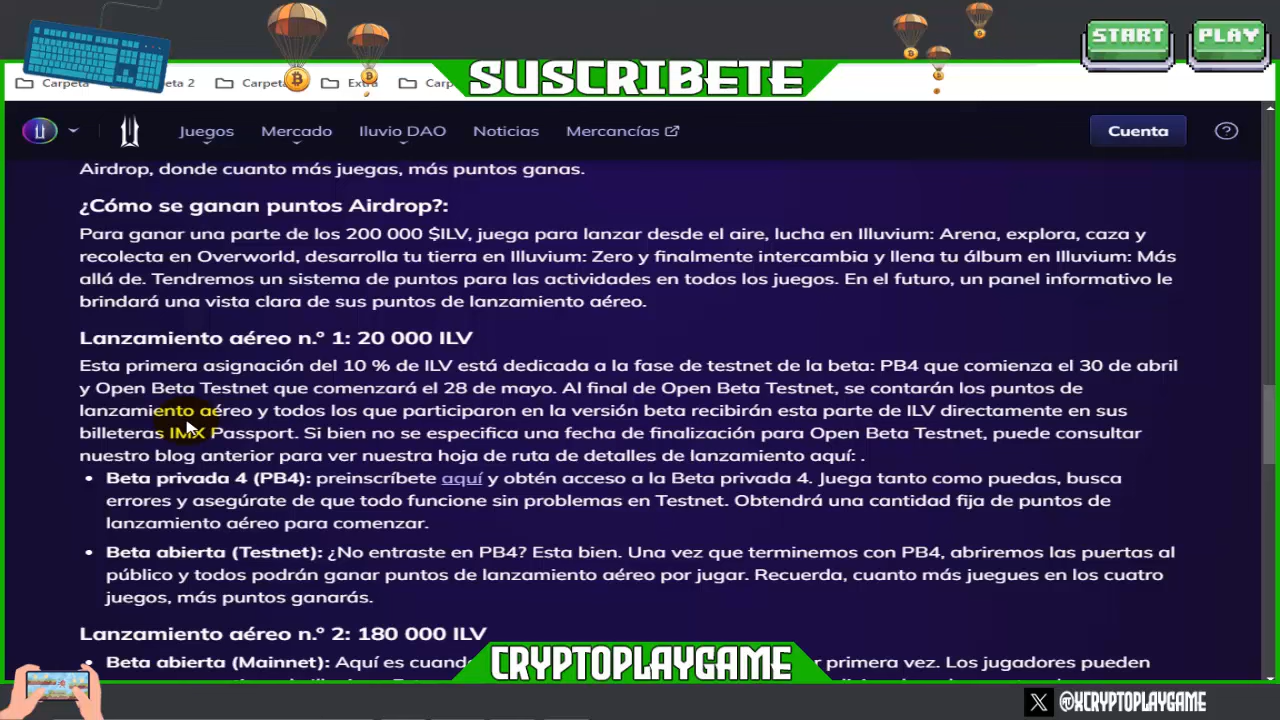 START PLAY
SUSCRIBETE
Carpeta
Carpeta 2
Carpeta
Extra
Juegos Mercado Iluvio DAO Noticias Mercancías Cuenta ?
Airdrop, donde cuanto más juegas, más puntos ganas.
¿Cómo se ganan puntos Airdrop?:
Para ganar una parte de los 200 000 $ILV, juega para lanzar desde el aire, lucha en Illuvium: Arena, explora, caza y
recolecta en Overworld, desarrolla tu tierra en Illuvium: Zero y finalmente intercambia y llena tu álbum en Illuvium: Más
allá de. Tendremos un sistema de puntos para las actividades en todos los juegos. En el futuro, un panel informativo le
brindará una vista clara de sus puntos de lanzamiento aéreo.
Lanzamiento aéreo n.º 1: 20 000 ILV
Esta primera asignación del 10 % de ILV está dedicada a la fase de testnet de la beta: PB4 que comienza el 30 de abril
y Open Beta Testnet que comenzará el 28 de mayo. Al final de Open Beta Testnet, se contarán los puntos de
lanzamiento aéreo y todos los que participaron en la versión beta recibirán esta parte de ILV directamente en sus
billeteras IMX Passport. Si bien no se especifica una fecha de finalización para Open Beta Testnet, puede consultar
nuestro blog anterior para ver nuestra hoja de ruta de detalles de lanzamiento aquí: .
• Beta privada 4 (PB4): preinscríbete aquí y obtén acceso a la Beta privada 4. Juega tanto como puedas, busca
errores y asegúrate de que todo funcione sin problemas en Testnet. Obtendrá una cantidad fija de puntos de
lanzamiento aéreo para comenzar.
• Beta abierta (Testnet): ¿No entraste en PB4? Esta bien. Una vez que terminemos con PB4, abriremos las puertas al
público y todos podrán ganar puntos de lanzamiento aéreo por jugar. Recuerda, cuanto más juegues en los cuatro
juegos, más puntos ganarás.
Lanzamiento aéreo n.º 2: 180 000 ILV
• Beta abierta (Mainnet): Aquí es cuando primera vez. Los jugadores pueden
CRYPTOPLAYGAME
X @XCRYPTOPLAYGAME